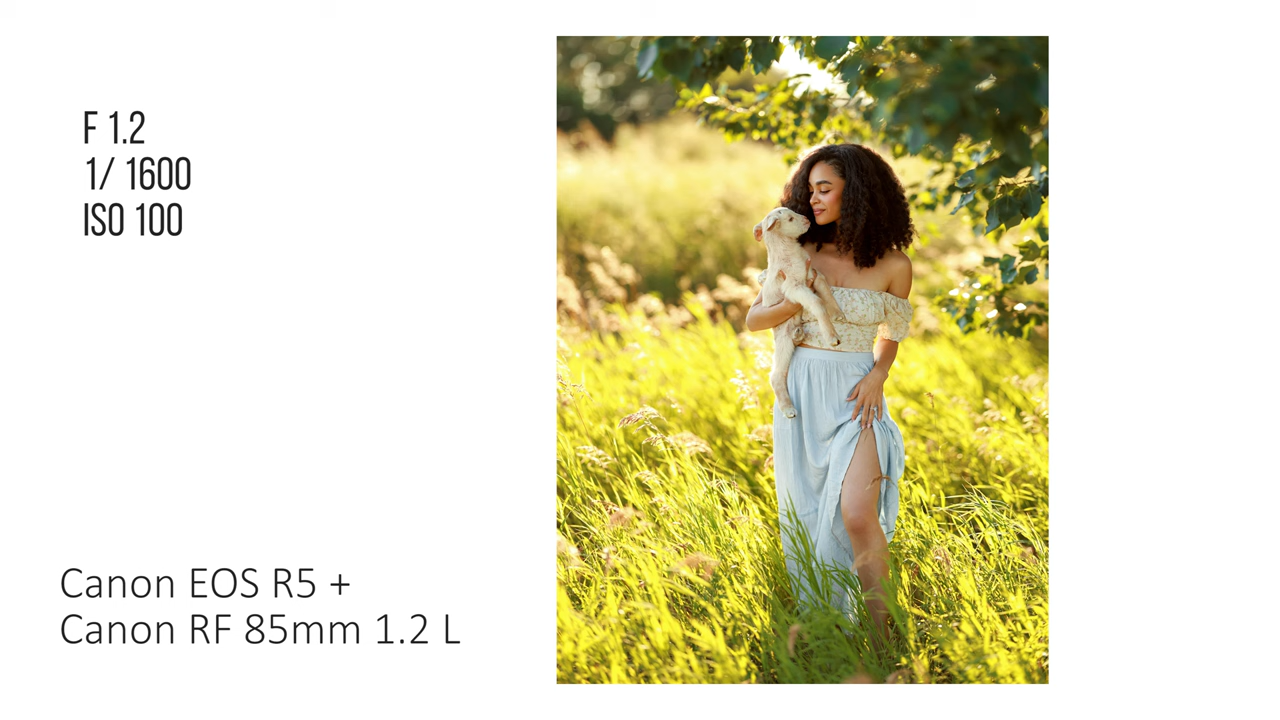 F 1.2
1/ 1600
ISO 100
Canon EOS R5 +
Canon RF 85mm 1.2 L